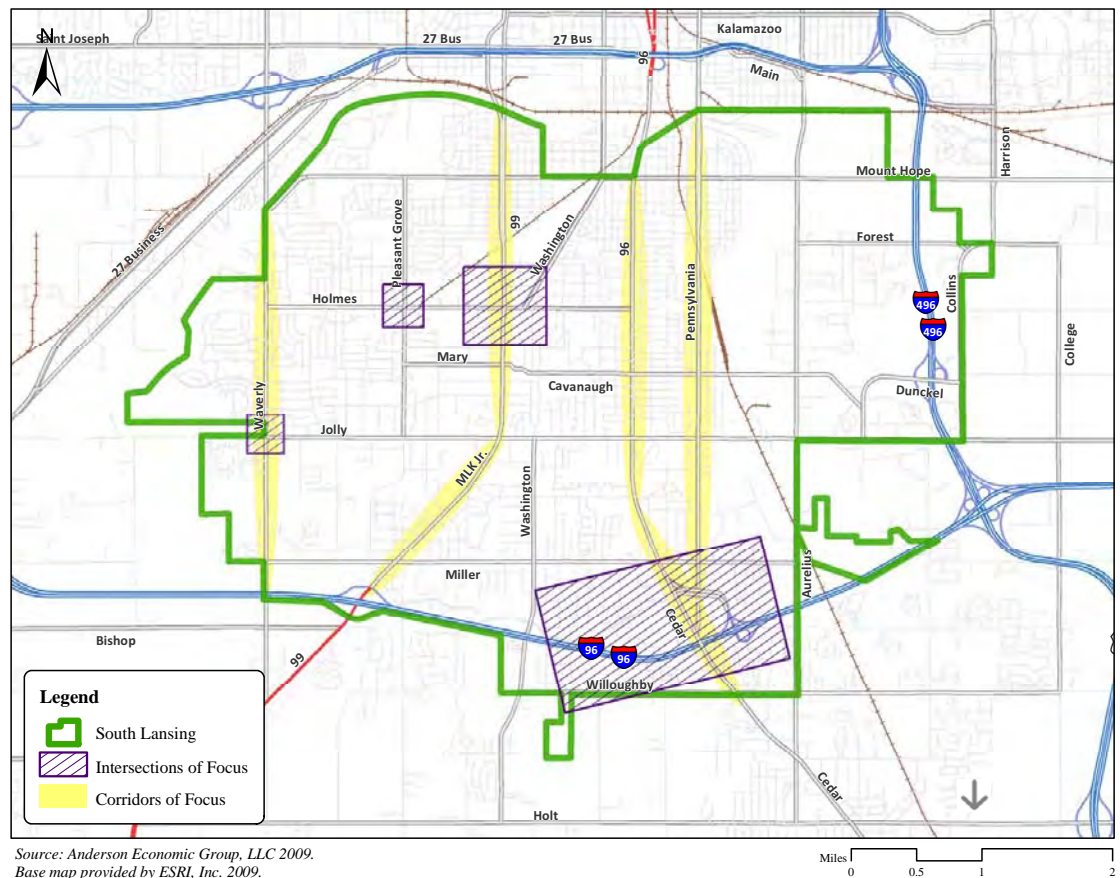 N
Saint Joseph
27 Bus
27 Bus
Kalamazoo
96
Main
Harrison
Mount Hope
27 Business
Pleasant Grove
99
Washington
96
Forest
Pennsylvania
Holmes
496
496
Collins
College
Mary
Cavanaugh
Dunckel
Waverly
Jolly
MLK Jr.
Washington
Miller
Aurelius
Cedar
Bishop
96
96
99
Willoughby
Cedar
Holt
Legend
South Lansing
Intersections of Focus
Corridors of Focus
Source: Anderson Economic Group, LLC 2009.
Base map provided by ESRI, Inc. 2009.
Miles
0 0.5 1 2